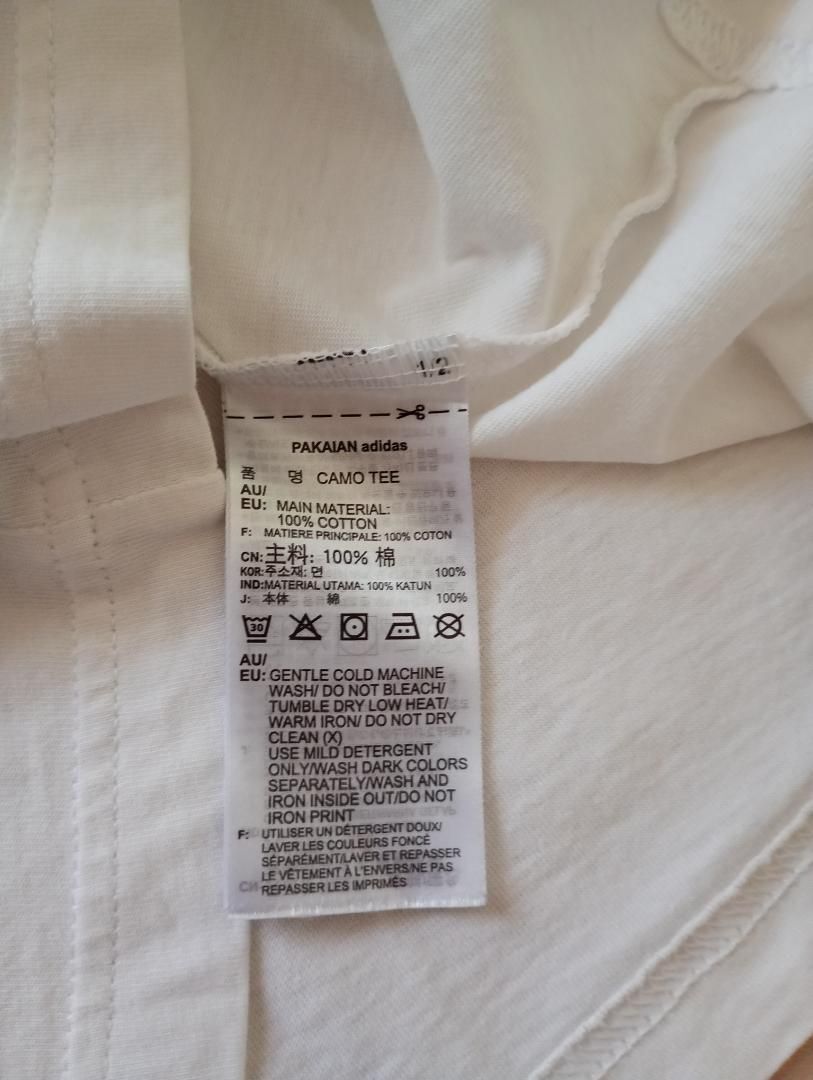 1/2
PAKAIAN adidas
품 명 CAMO TEE
AU/
EU: MAIN MATERIAL:
100% COTTON
F: MATIERE PRINCIPALE: 100% COTON
CN:主料: 100% 棉
KOR:주소재: 면 100%
IND:MATERIAL UTAMA: 100% KATUN
J: 本体 綿 100%
30
AU/
EU: GENTLE COLD MACHINE
WASH/ DO NOT BLEACH/
TUMBLE DRY LOW HEAT/
WARM IRON/ DO NOT DRY
CLEAN (X)
USE MILD DETERGENT
ONLY/WASH DARK COLORS
SEPARATELY/WASH AND
IRON INSIDE OUT/DO NOT
IRON PRINT
F: UTILISER UN DÉTERGENT DOUX/
LAVER LES COULEURS FONCÉ
SÉPARÉMENT/LAVER ET REPASSER
LE VÊTEMENT À L'ENVERS/NE PAS
REPASSER LES IMPRIMÉS